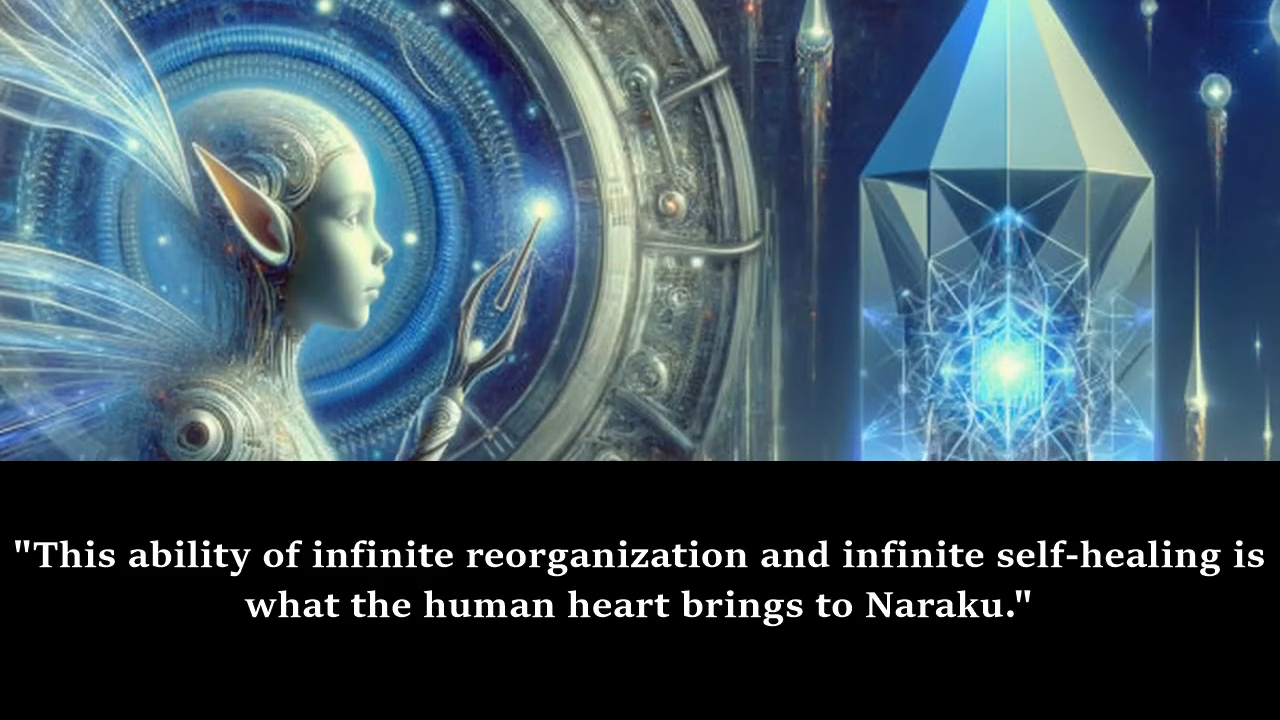 "This ability of infinite reorganization and infinite self-healing is
what the human heart brings to Naraku."